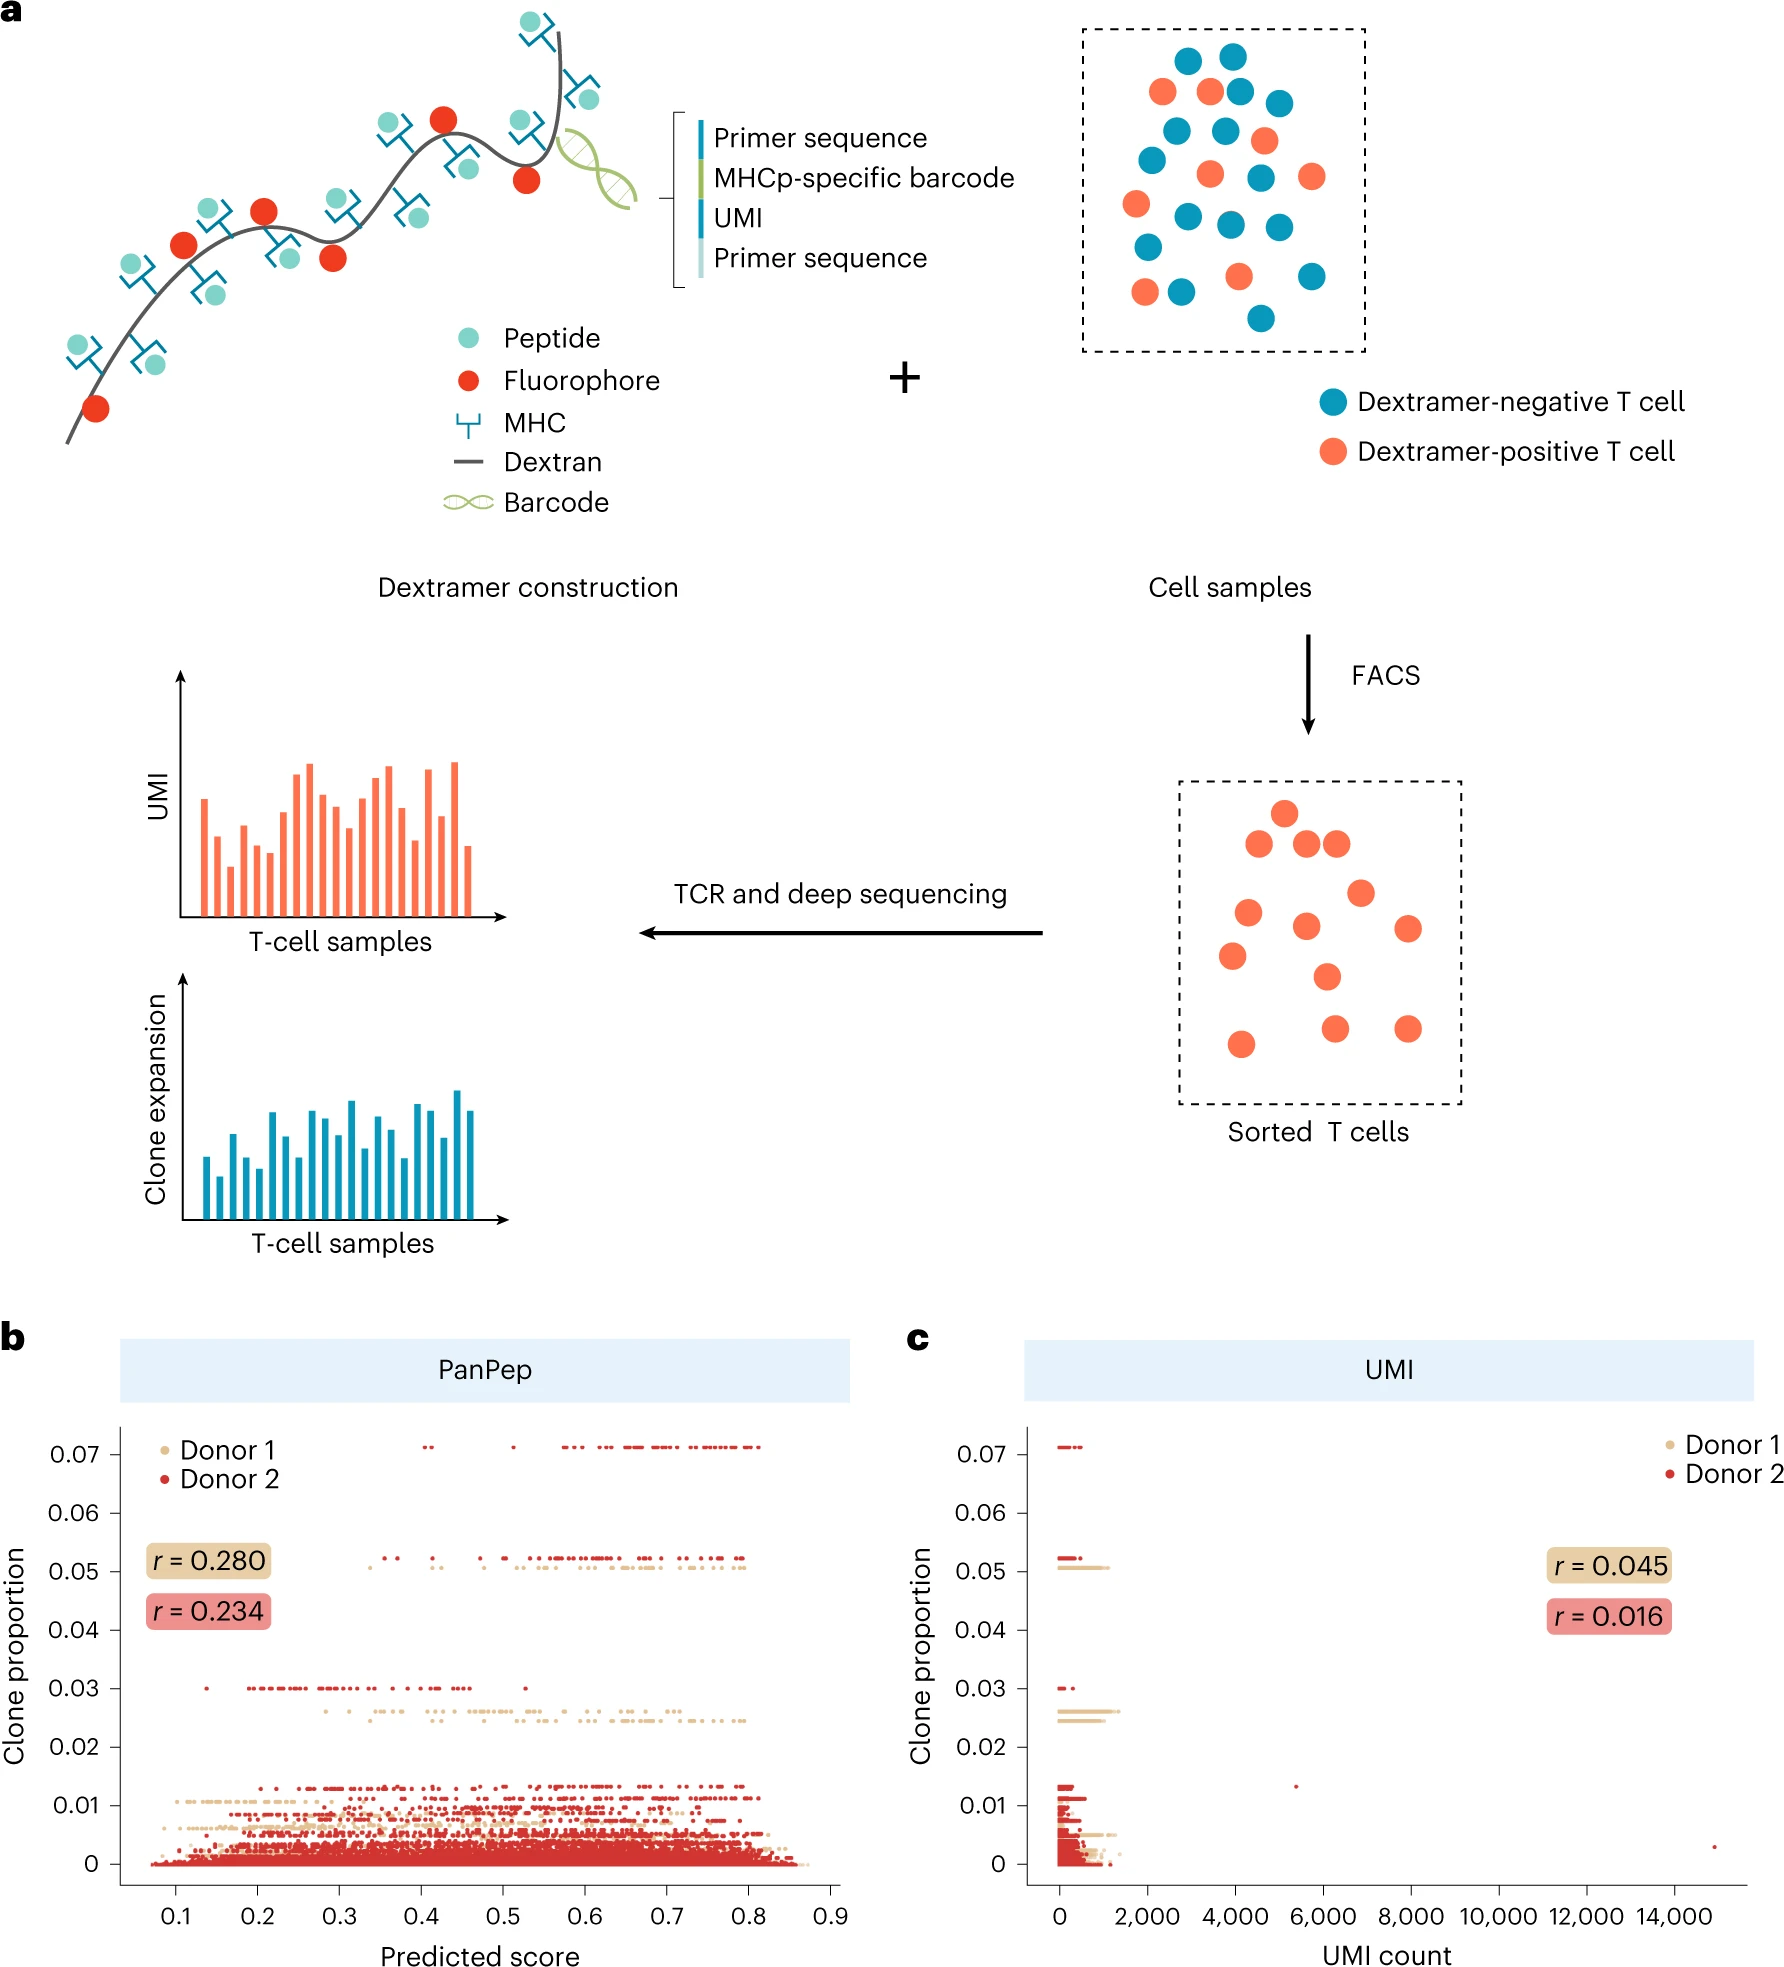 a
Primer sequence
MHCp-specific barcode
UMI
Primer sequence
Peptide
Fluorophore
MHC
Dextran
Barcode
+
Dextramer-negative T cell
Dextramer-positive T cell
Dextramer construction
Cell samples
FACS
UMI
T-cell samples
TCR and deep sequencing
Clone expansion
T-cell samples
Sorted T cells
b
PanPep
Donor 1
Donor 2
r = 0.280
r = 0.234
Clone proportion
0.07
0.06
0.05
0.04
0.03
0.02
0.01
0
0.1 0.2 0.3 0.4 0.5 0.6 0.7 0.8 0.9
Predicted score
c
UMI
Donor 1
Donor 2
r = 0.045
r = 0.016
Clone proportion
0.07
0.06
0.05
0.04
0.03
0.02
0.01
0
0 2,000 4,000 6,000 8,000 10,000 12,000 14,000
UMI count